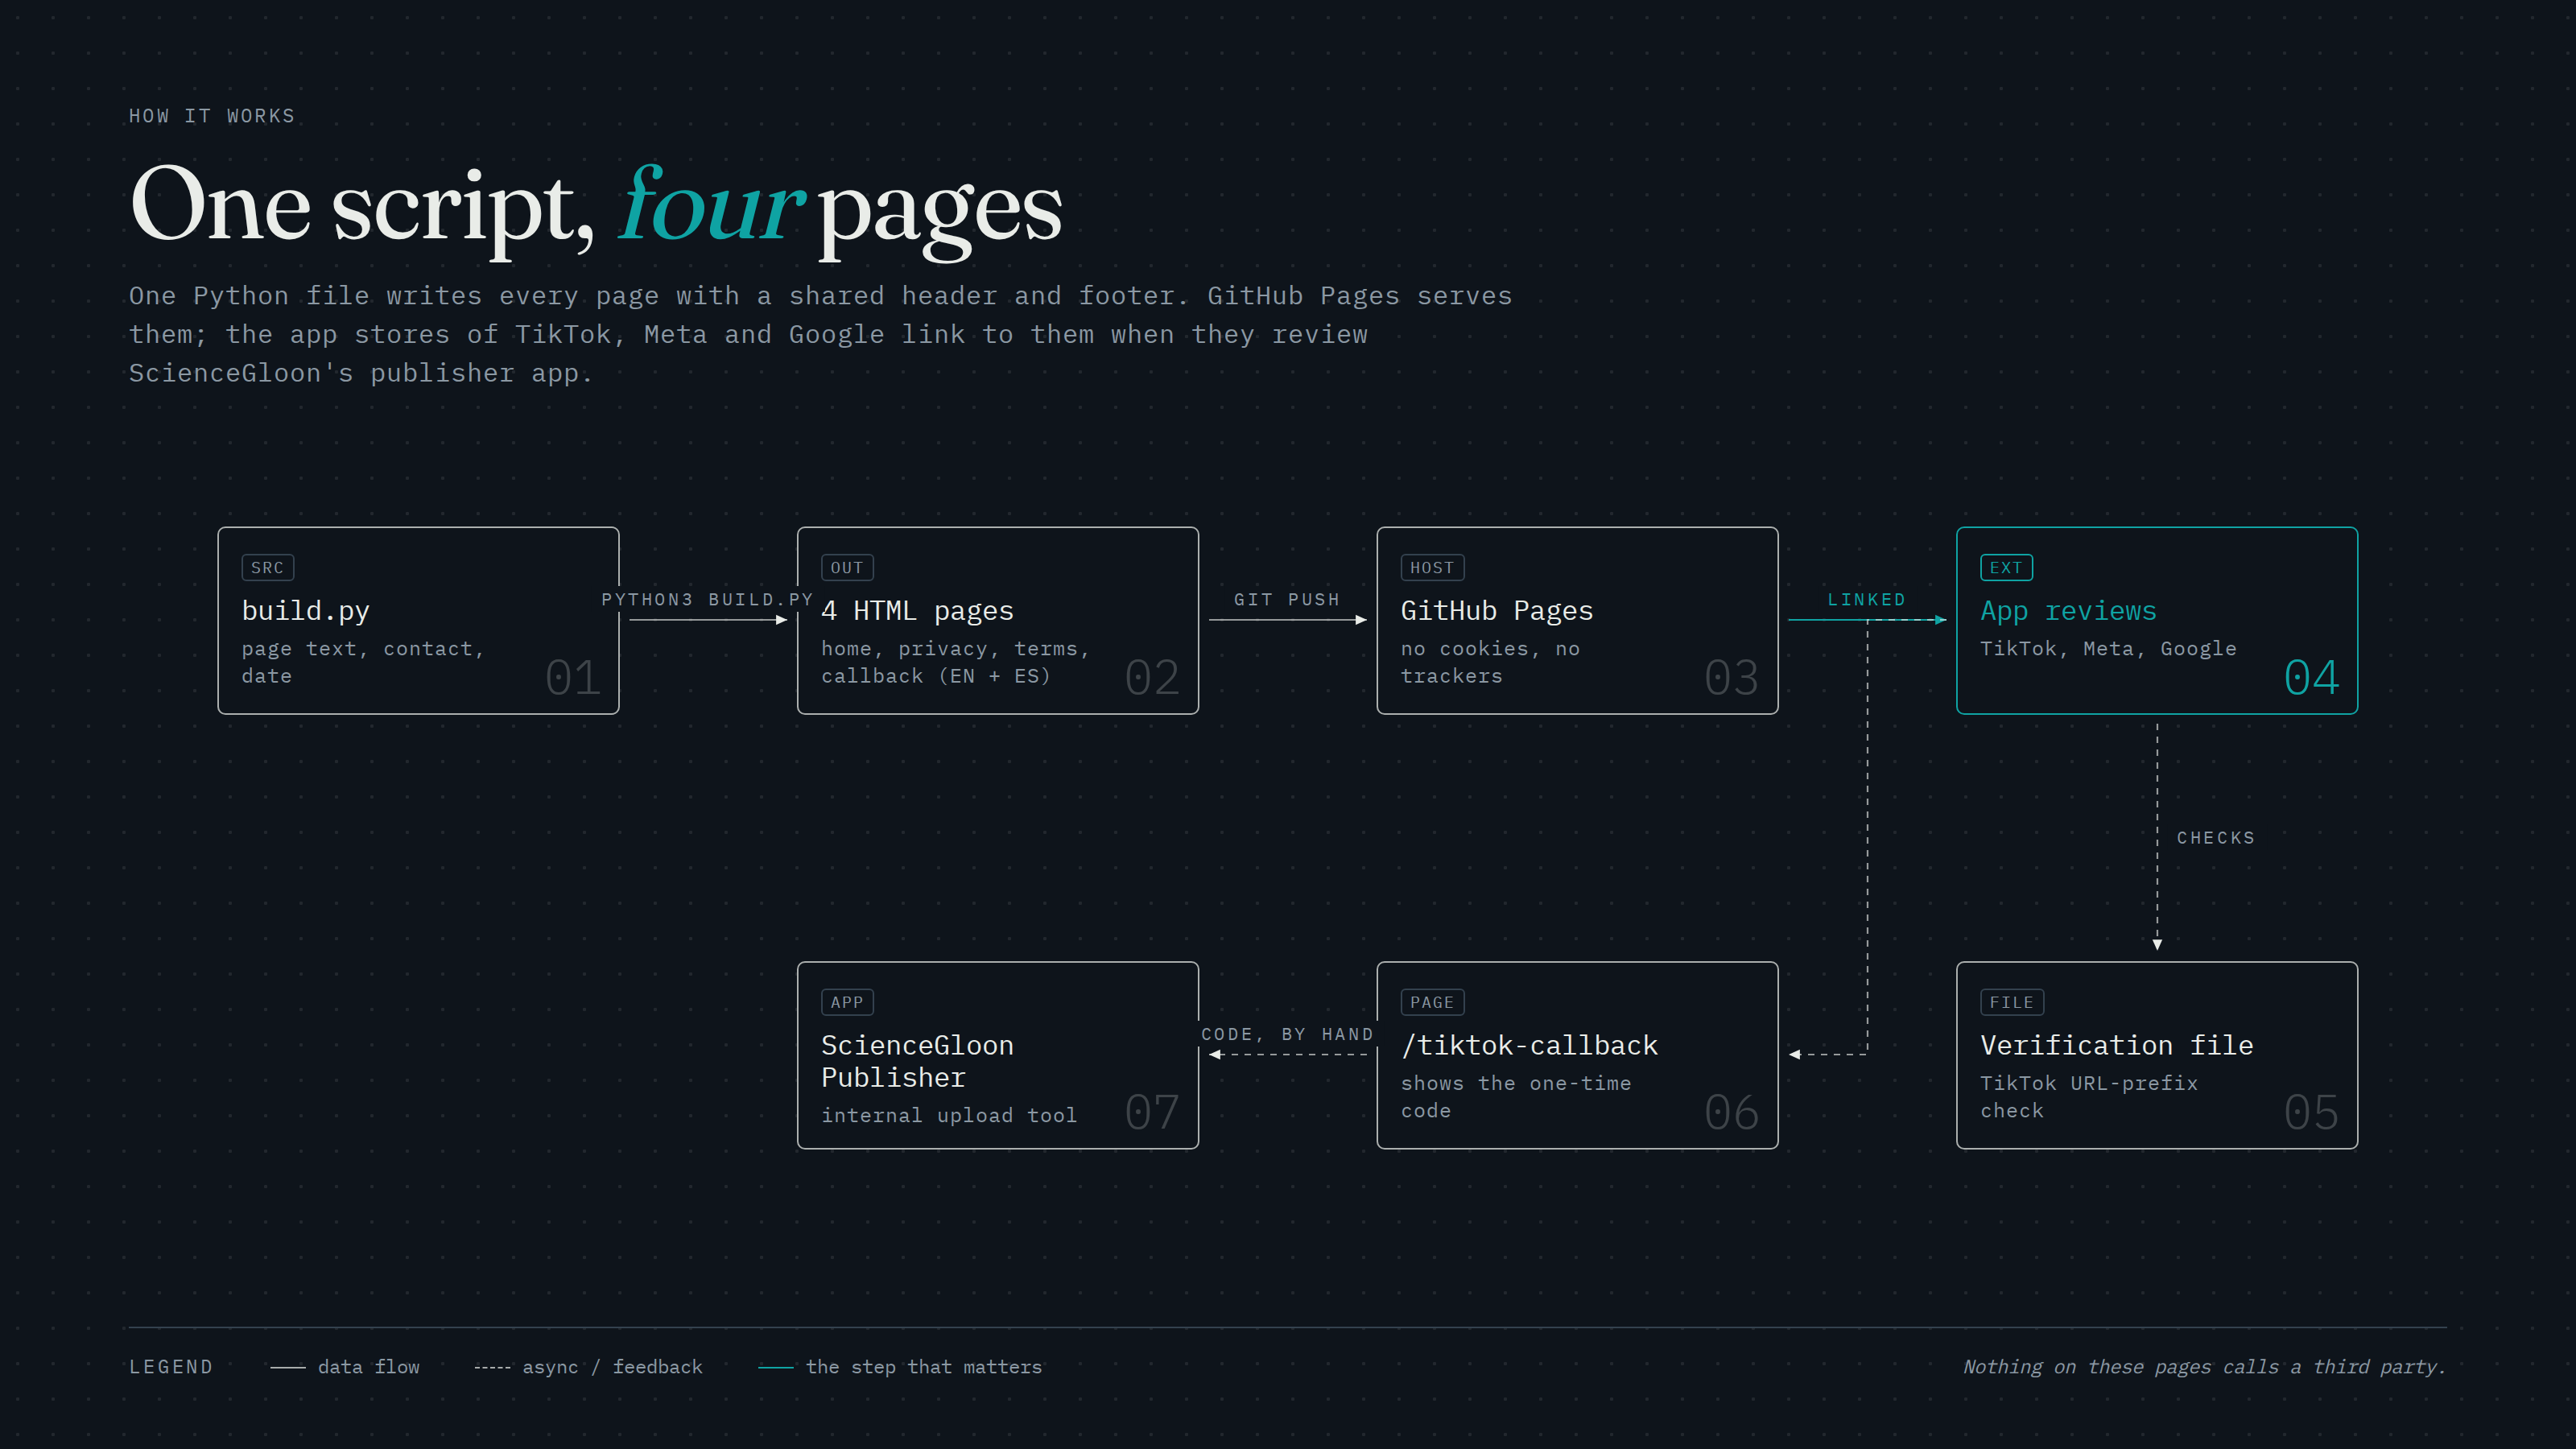 HOW IT WORKS
One script, four pages
One Python file writes every page with a shared header and footer. GitHub Pages serves
them; the app stores of TikTok, Meta and Google link to them when they review
ScienceGloon's publisher app.
SRC
build.py
page text, contact,
date
01
PYTHON3 BUILD.PY
OUT
4 HTML pages
home, privacy, terms,
callback (EN + ES)
02
GIT PUSH
HOST
GitHub Pages
no cookies, no
trackers
03
LINKED
EXT
App reviews
TikTok, Meta, Google
04
CHECKS
APP
ScienceGloon
Publisher
internal upload tool
07
CODE, BY HAND
PAGE
/tiktok-callback
shows the one-time
code
06
FILE
Verification file
TikTok URL-prefix
check
05
LEGEND
data flow
async / feedback
the step that matters
Nothing on these pages calls a third party.